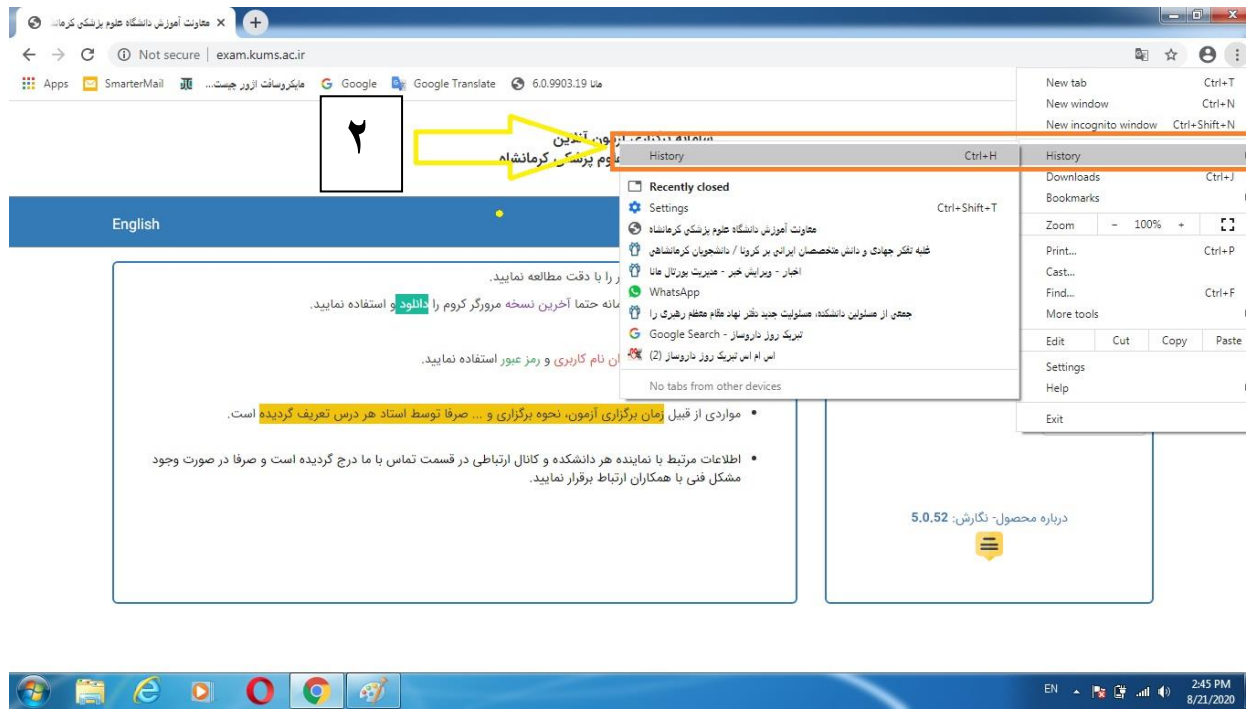 معاونت آموزش دانشگاه علوم پزشکی کرما...
Not secure | exam.kums.ac.ir
Apps SmarterMail مایکروسافت ازور چیست... Google Google Translate 6.0.9903.19 مانا
New tab Ctrl+T
New window Ctrl+N
New incognito window Ctrl+Shift+N
۲
سامانه برگزاری آزمون آنلاین
علوم پزشکی کرمانشاه
History Ctrl+H
History
Recently closed
Downloads Ctrl+J
Settings Ctrl+Shift+T
Bookmarks
English
معاونت آموزش دانشگاه علوم پزشکی کرمانشاه
Zoom - 100% +
غلبه تفکر جهادی و دانش متخصصان ایرانی بر کرونا / دانشجویان کرمانشاهی
Print... Ctrl+P
اخبار - ویرایش خبر - مدیریت پورتال مانا
Cast...
ر را با دقت مطالعه نمایید.
WhatsApp
Find... Ctrl+F
مانه حتما آخرین نسخه مرورگر کروم را دانلود و استفاده نمایید.
جمعی از مسئولین دانشکده، مسئولیت جدید دفتر نهاد مقام معظم رهبری را
More tools
تبریک روز داروساز - Google Search
Edit Cut Copy Paste
ان نام کاربری و رمز عبور استفاده نمایید.
اس ام اس تبریک روز داروساز (2)
Settings
No tabs from other devices
Help
Exit
مواردی از قبیل زمان برگزاری آزمون، نحوه برگزاری و ... صرفا توسط استاد هر درس تعریف گردیده است.
اطلاعات مرتبط با نماینده هر دانشکده و کانال ارتباطی در قسمت تماس با ما درج گردیده است و صرفا در صورت وجود
مشکل فنی با همکاران ارتباط برقرار نمایید.
درباره محصول- نگارش: 5.0.52
EN 2:45 PM
8/21/2020